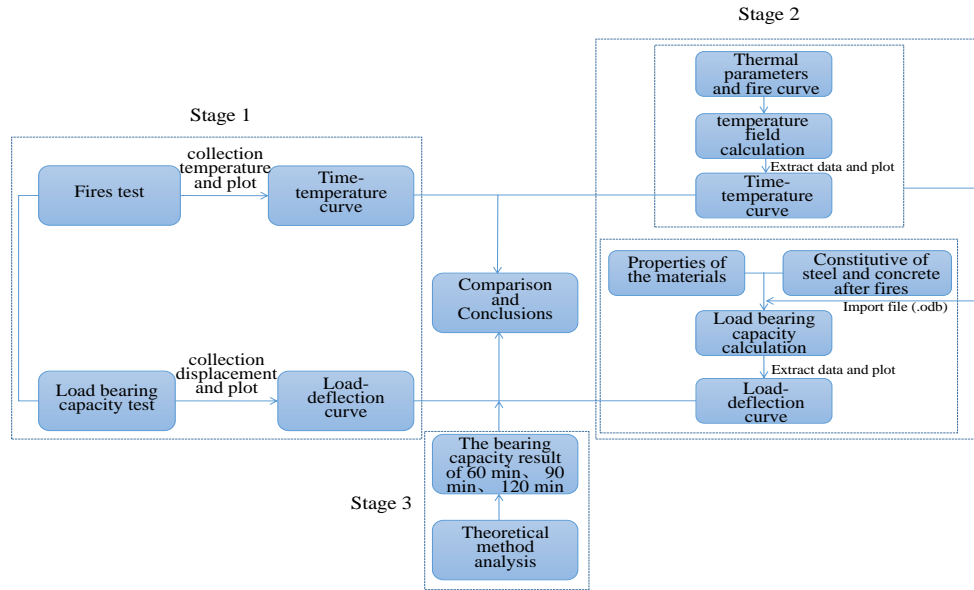 Stage 2
Thermal
parameters
and fire curve
temperature
field
calculation
Extract data and plot
Time-
temperature
curve
Stage 1
collection
temperature
and plot
Fires test
Time-
temperature
curve
Properties of
the materials
Constitutive of
steel and concrete
after fires
Import file (.odb)
Load bearing
capacity
calculation
Extract data and plot
Load-
deflection
curve
Comparison
and
Conclusions
collection
displacement
and plot
Load bearing
capacity test
Load-
deflection
curve
Stage 3
The bearing
capacity result
of 60 min、 90
min、 120 min
Theoretical
method
analysis